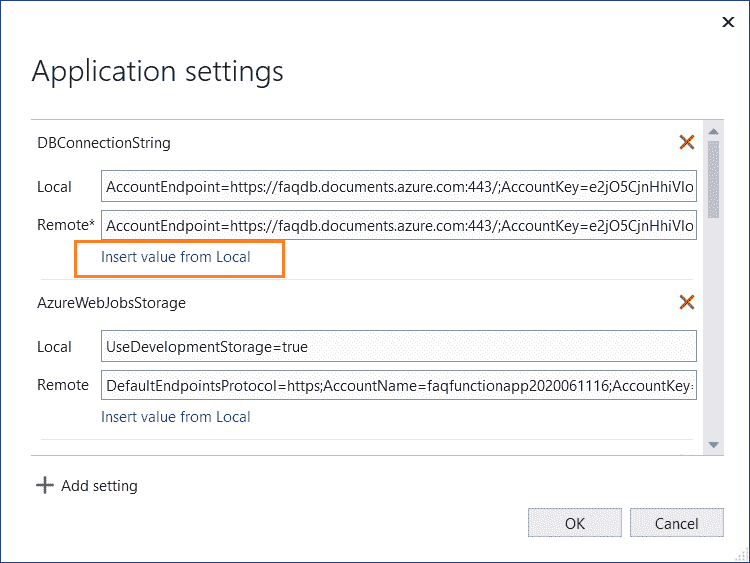 Application settings
DBConnectionString
Local AccountEndpoint=https://faqdb.documents.azure.com:443/;AccountKey=e2jO5CjnHhiVIo
Remote* AccountEndpoint=https://faqdb.documents.azure.com:443/;AccountKey=e2jO5CjnHhiVIo
Insert value from Local
AzureWebJobsStorage
Local UseDevelopmentStorage=true
Remote DefaultEndpointsProtocol=https;AccountName=faqfunctionapp2020061116;AccountKey=
Insert value from Local
Add setting
OK Cancel